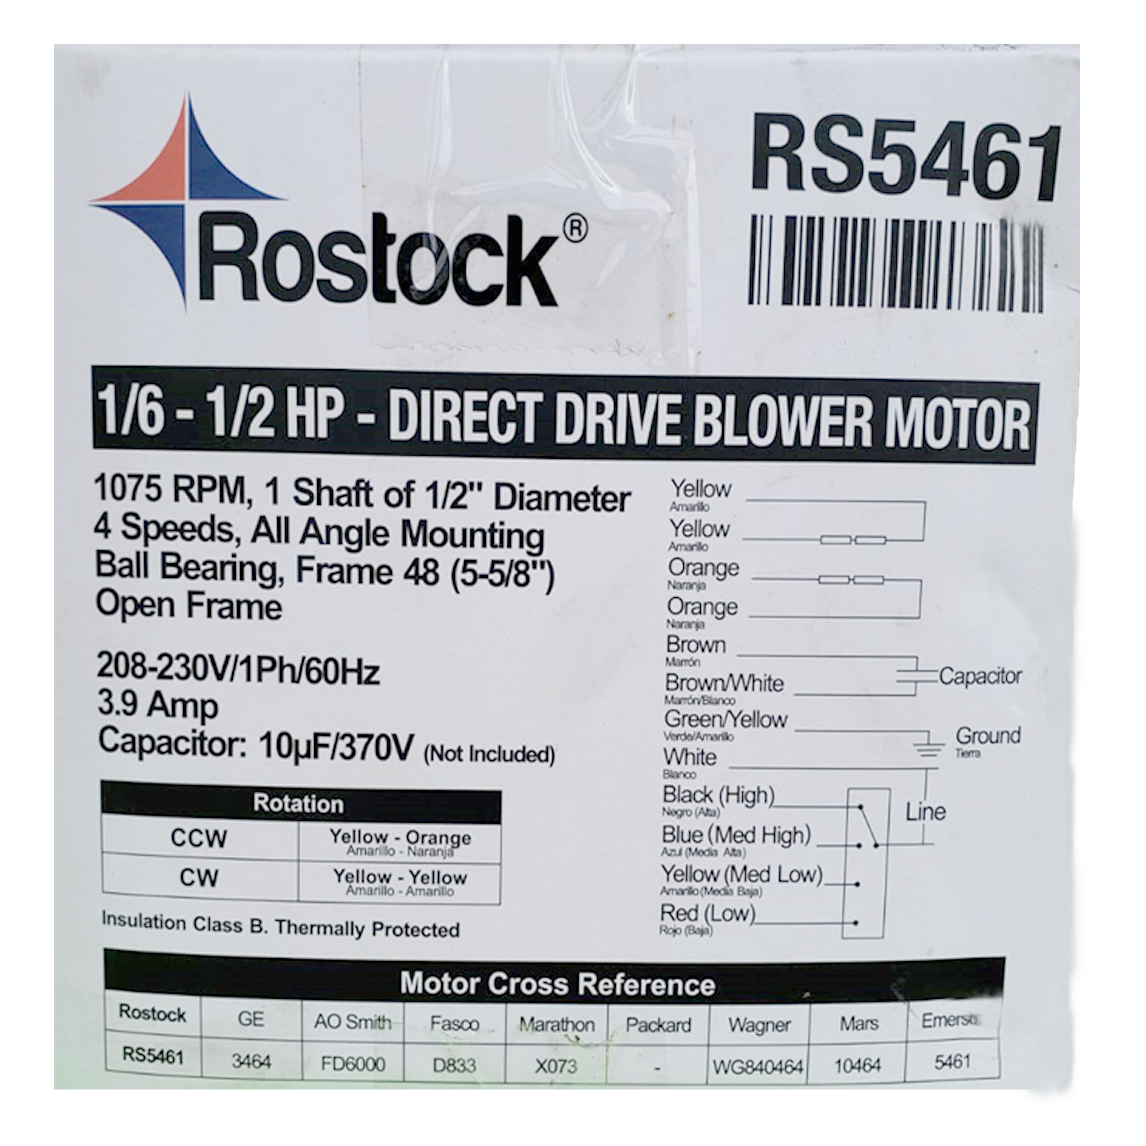 Rostock®
RS5461
1/6 - 1/2 HP - DIRECT DRIVE BLOWER MOTOR
1075 RPM, 1 Shaft of 1/2" Diameter
4 Speeds, All Angle Mounting
Ball Bearing, Frame 48 (5-5/8")
Open Frame
208-230V/1Ph/60Hz
3.9 Amp
Capacitor: 10µF/370V (Not Included)
Rotation
CCW Yellow - Orange
Amarillo - Naranja
CW Yellow - Yellow
Amarillo - Amarillo
Insulation Class B. Thermally Protected
Yellow
Amarillo
Yellow
Amarillo
Orange
Naranja
Orange
Naranja
Brown
Marrón
Brown/White
Marrón/Blanco
Capacitor
Green/Yellow
Verde/Amarillo
Ground
Tierra
White
Blanco
Black (High)
Negro (Alta)
Line
Blue (Med High)
Azul (Media Alta)
Yellow (Med Low)
Amarillo (Media Baja)
Red (Low)
Rojo (Baja)
Motor Cross Reference
Rostock GE AO Smith Fasco Marathon Packard Wagner Mars Emerso
RS5461 3464 FD6000 D833 X073 - WG840464 10464 5461